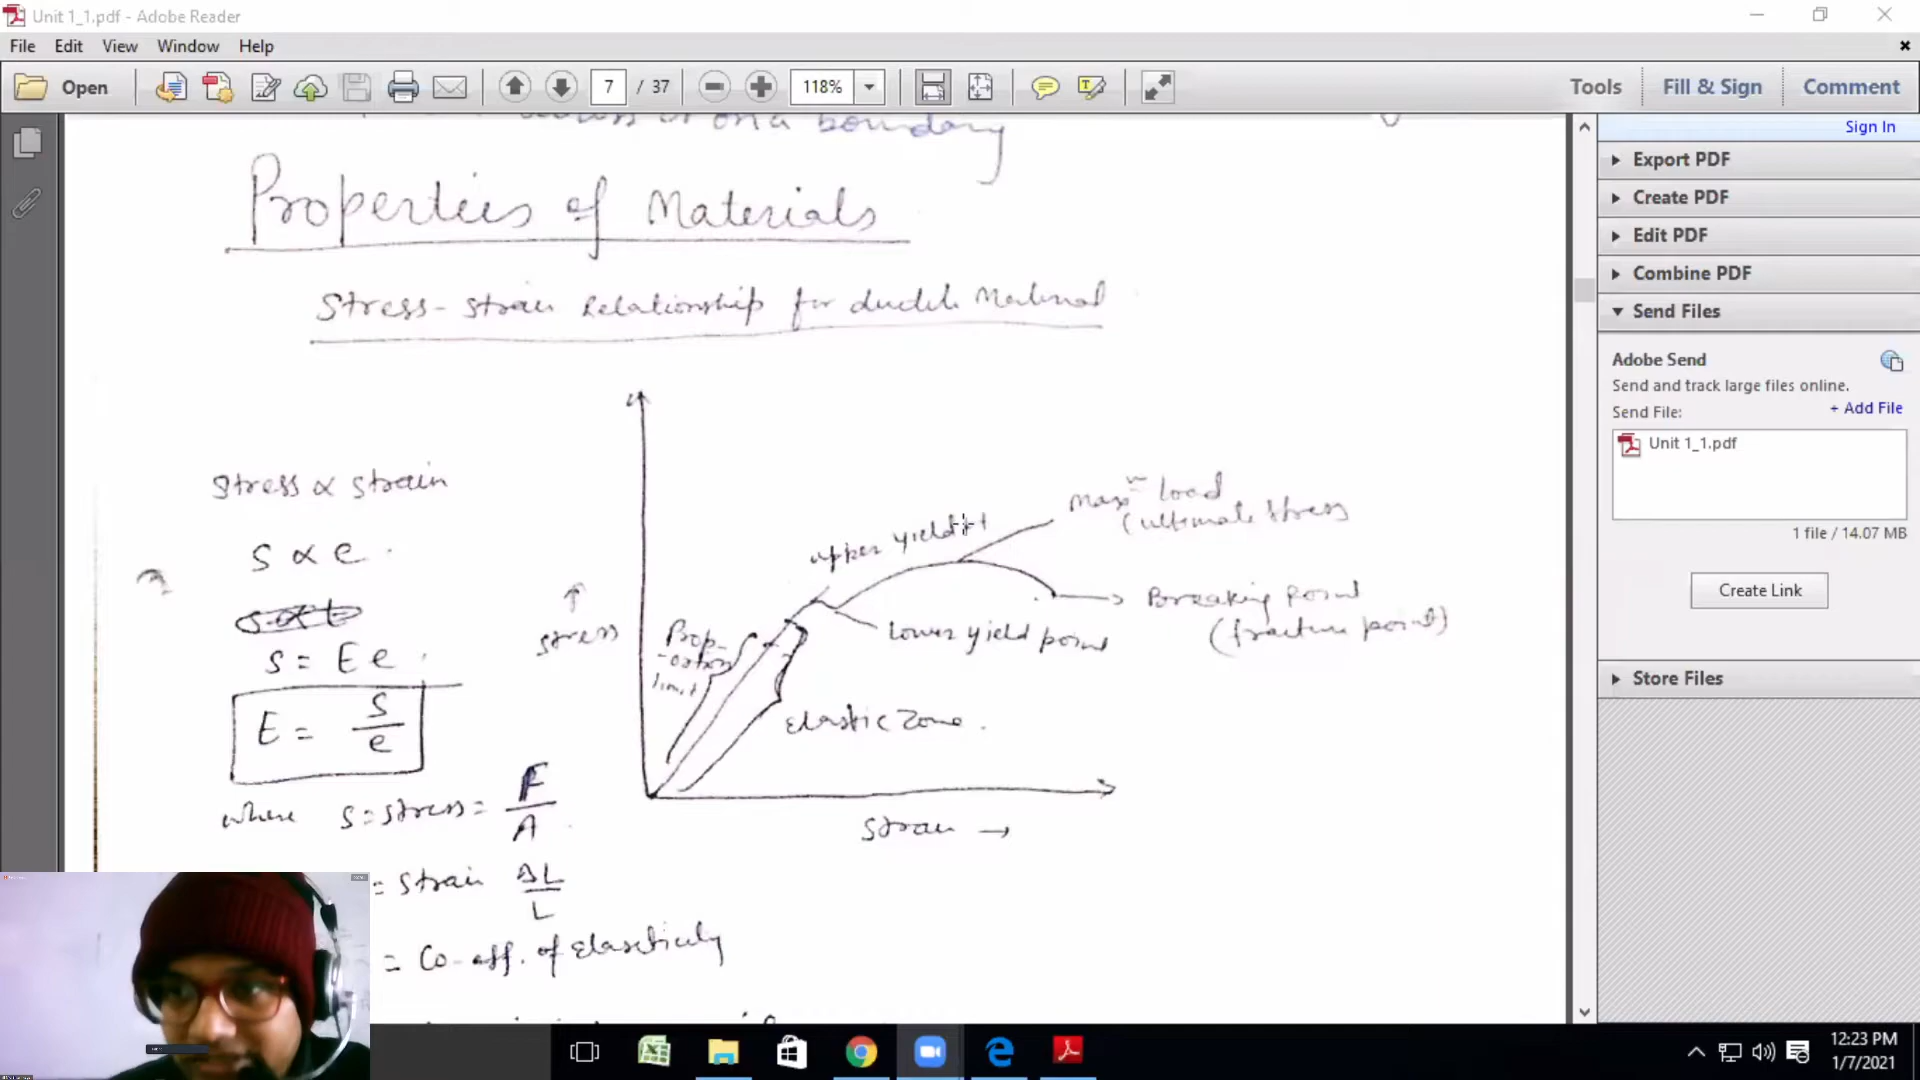 Unit 1_1.pdf - Adobe Reader
File Edit View Window Help
Open 7 / 37 118% Tools Fill & Sign Comment
Sign In
Export PDF
Create PDF
Edit PDF
Combine PDF
Send Files
Adobe Send
Send and track large files online.
Send File:
+ Add File
Unit 1_1.pdf
1 file / 14.07 MB
Create Link
Store Files
on a boundary
Properties of Materials
Stress-strain Relationship for ductile Material
Stress ∝ strain
s ∝ e
s = E e
E = s/e
where s = stress = F/A
= strain ΔL/L
= Co-eff. of Elasticity
↑
stress
Prop-
-ortion
limit
upper yield pt
Max^m load
(ultimate stress
Breaking point
(fracture point)
Lower yield point
Elastic Zone.
Strain →
12:23 PM
1/7/2021